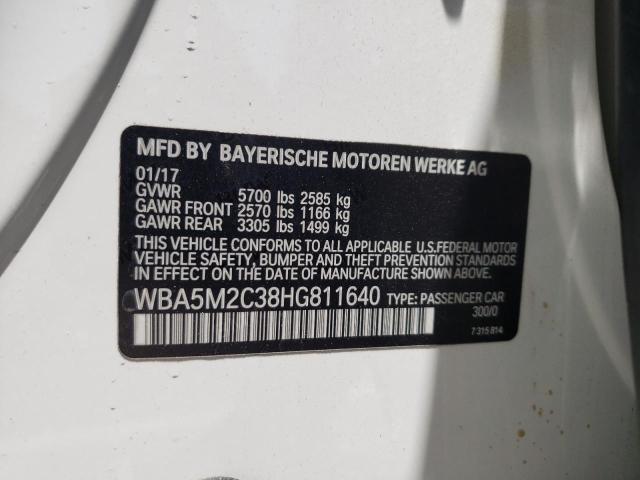 MFD BY BAYERISCHE MOTOREN WERKE AG
01/17
GVWR 5700 lbs 2585 kg
GAWR FRONT 2570 lbs 1166 kg
GAWR REAR 3305 lbs 1499 kg
THIS VEHICLE CONFORMS TO ALL APPLICABLE U.S.FEDERAL MOTOR
VEHICLE SAFETY, BUMPER AND THEFT PREVENTION STANDARDS
IN EFFECT ON THE DATE OF MANUFACTURE SHOWN ABOVE.
WBA5M2C38HG811640 TYPE: PASSENGER CAR
300/0
7 315 814